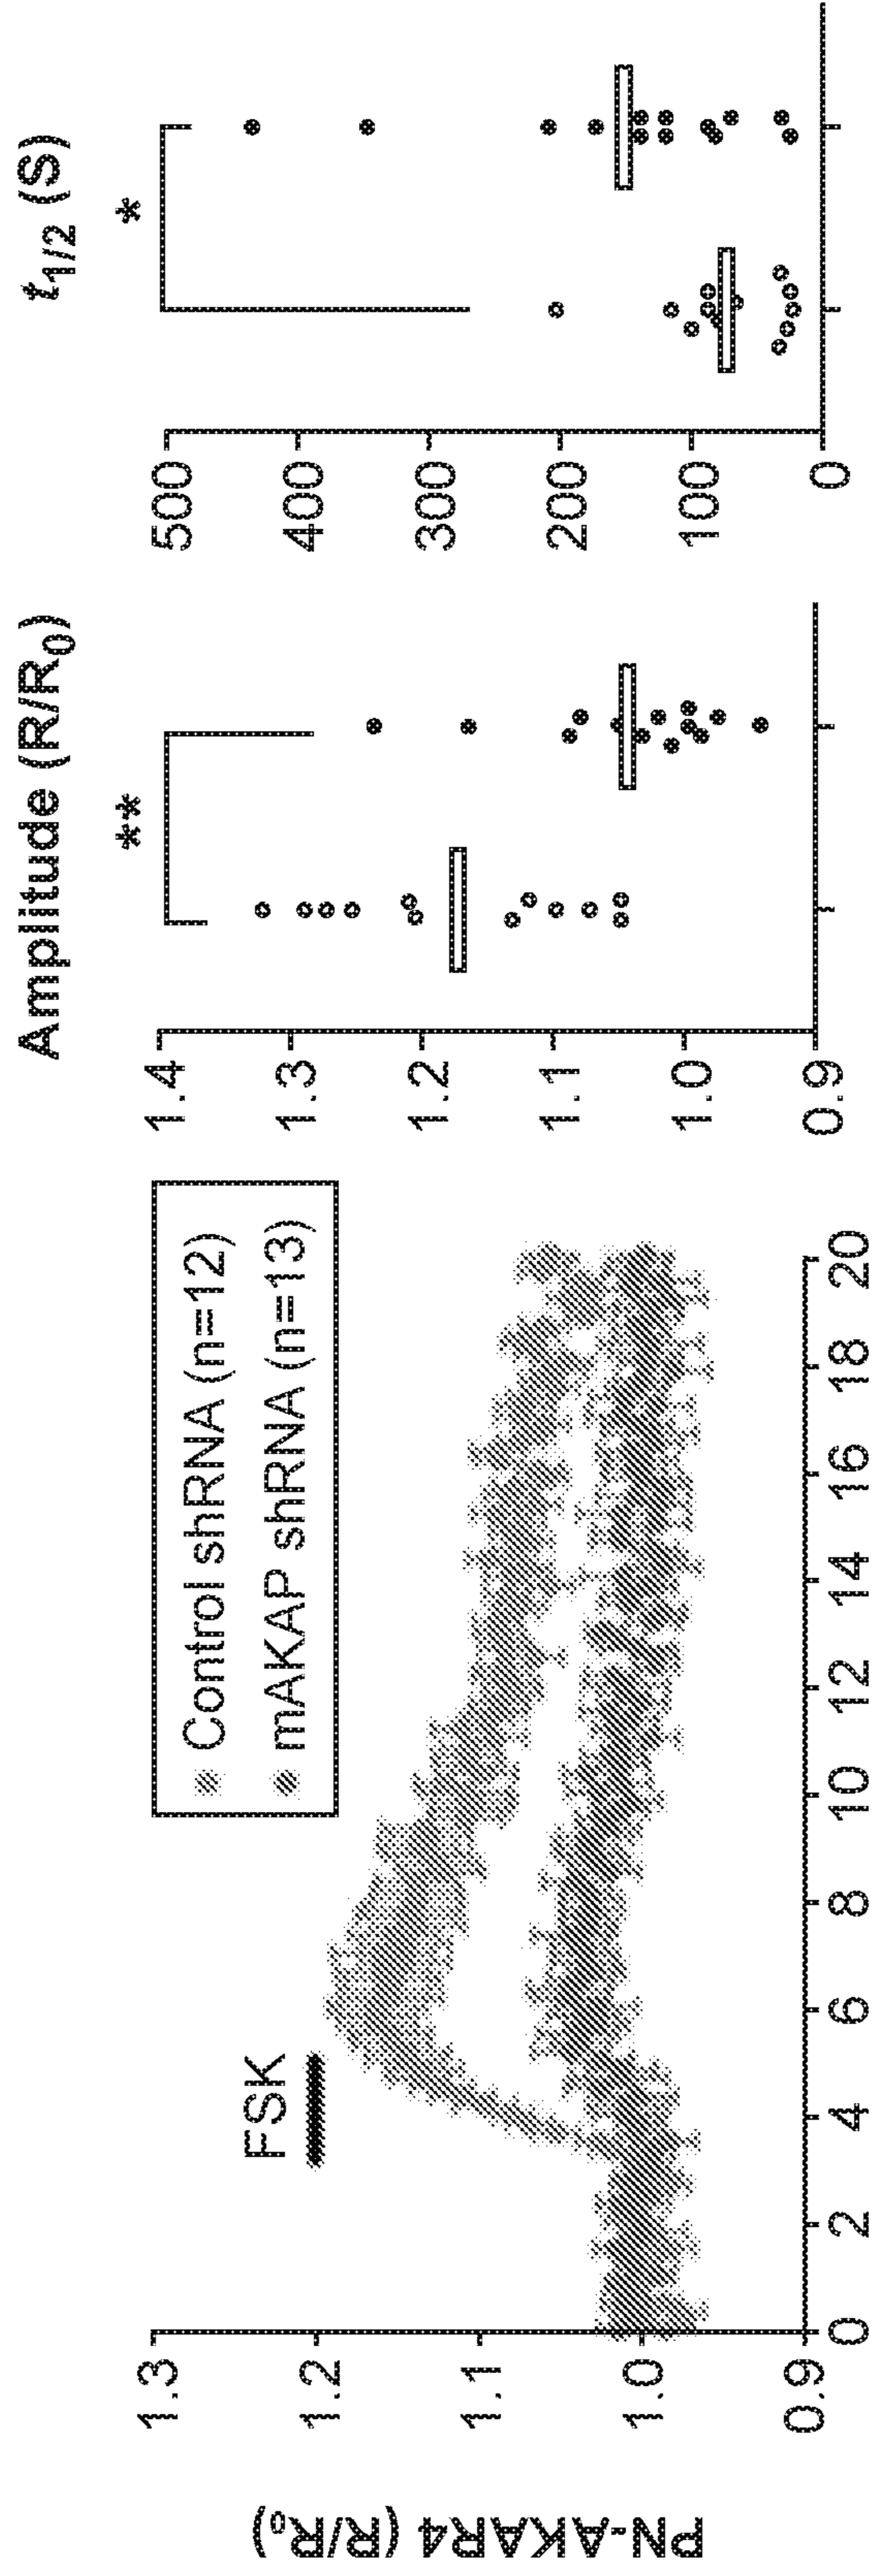 PN-AKAR4 (R/R0)
1.3
1.2
1.1
1.0
0.9
FSK
Control shRNA (n=12)
mAKAP shRNA (n=13)
0 2 4 6 8 10 12 14 16 18 20
Amplitude (R/R0)
**
1.4
1.3
1.2
1.1
1.0
0.9
t1/2 (S)
*
500
400
300
200
100
0